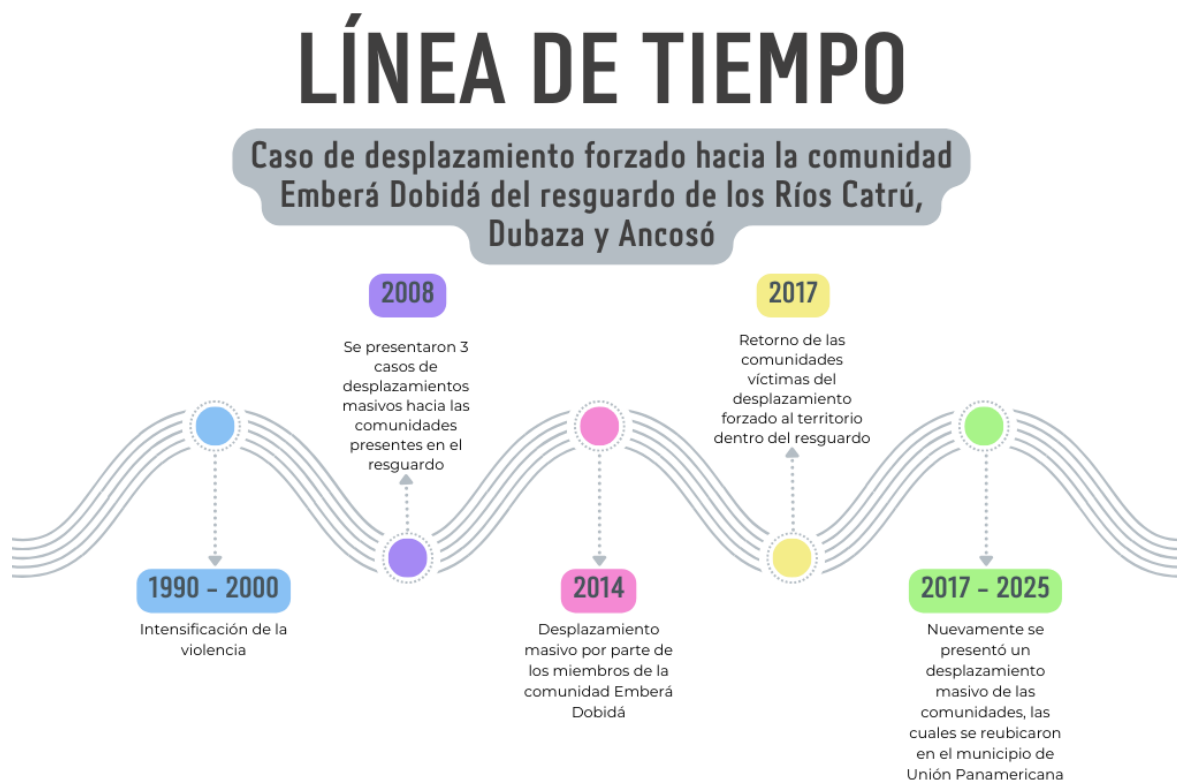 LÍNEA DE TIEMPO
Caso de desplazamiento forzado hacia la comunidad
Emberá Dobidá del resguardo de los Ríos Catrú,
Dubaza y Ancosó
1990 - 2000
Intensificación de la
violencia
2008
Se presentaron 3
casos de
desplazamientos
masivos hacia las
comunidades
presentes en el
resguardo
2014
Desplazamiento
masivo por parte de
los miembros de la
comunidad Emberá
Dobidá
2017
Retorno de las
comunidades
víctimas del
desplazamiento
forzado al territorio
dentro del resguardo
2017 - 2025
Nuevamente se
presentó un
desplazamiento
masivo de las
comunidades, las
cuales se reubicaron
en el municipio de
Unión Panamericana